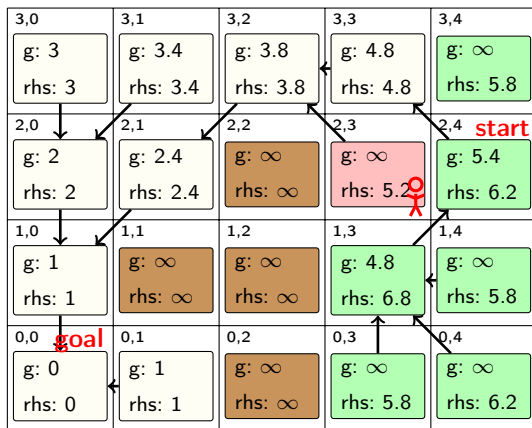 3,0 3,1 3,2 3,3 3,4
g: 3 g: 3.4 g: 3.8 g: 4.8 g: ∞
rhs: 3 rhs: 3.4 rhs: 3.8 rhs: 4.8 rhs: 5.8
2,0 2,1 2,2 2,3 2,4 start
g: 2 g: 2.4 g: ∞ g: ∞ g: 5.4
rhs: 2 rhs: 2.4 rhs: ∞ rhs: 5.2 rhs: 6.2
1,0 1,1 1,2 1,3 1,4
g: 1 g: ∞ g: ∞ g: 4.8 g: ∞
rhs: 1 rhs: ∞ rhs: ∞ rhs: 6.8 rhs: 5.8
0,0 goal 0,1 0,2 0,3 0,4
g: 0 g: 1 g: ∞ g: ∞ g: ∞
rhs: 0 rhs: 1 rhs: ∞ rhs: 5.8 rhs: 6.2